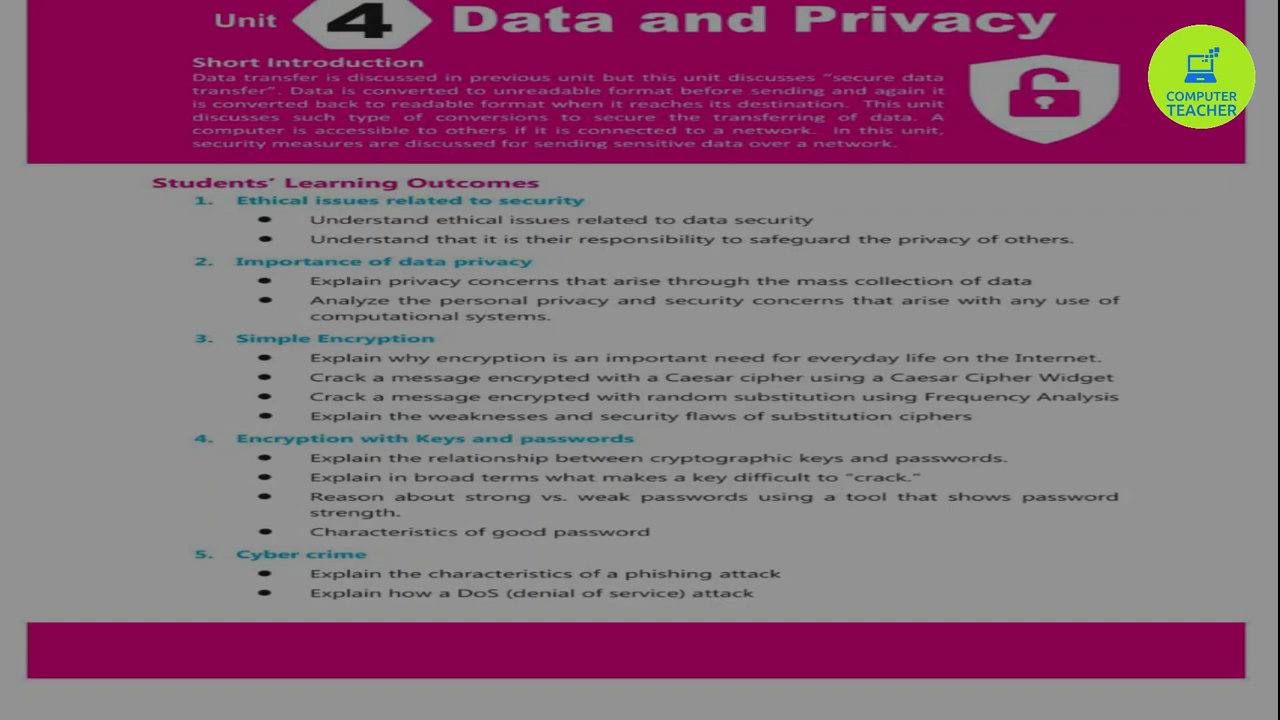 Unit 4 Data and Privacy
Short Introduction
Data transfer is discussed in previous unit but this unit discusses “secure data
transfer”. Data is converted to unreadable format before sending and again it
is converted back to readable format when it reaches its destination. This unit
discusses such type of conversions to secure the transferring of data. A
computer is accessible to others if it is connected to a network. In this unit,
security measures are discussed for sending sensitive data over a network.
COMPUTER
TEACHER
Students’ Learning Outcomes
1. Ethical issues related to security
● Understand ethical issues related to data security
● Understand that it is their responsibility to safeguard the privacy of others.
2. Importance of data privacy
● Explain privacy concerns that arise through the mass collection of data
● Analyze the personal privacy and security concerns that arise with any use of
computational systems.
3. Simple Encryption
● Explain why encryption is an important need for everyday life on the Internet.
● Crack a message encrypted with a Caesar cipher using a Caesar Cipher Widget
● Crack a message encrypted with random substitution using Frequency Analysis
● Explain the weaknesses and security flaws of substitution ciphers
4. Encryption with Keys and passwords
● Explain the relationship between cryptographic keys and passwords.
● Explain in broad terms what makes a key difficult to “crack.”
● Reason about strong vs. weak passwords using a tool that shows password
strength.
● Characteristics of good password
5. Cyber crime
● Explain the characteristics of a phishing attack
● Explain how a DoS (denial of service) attack